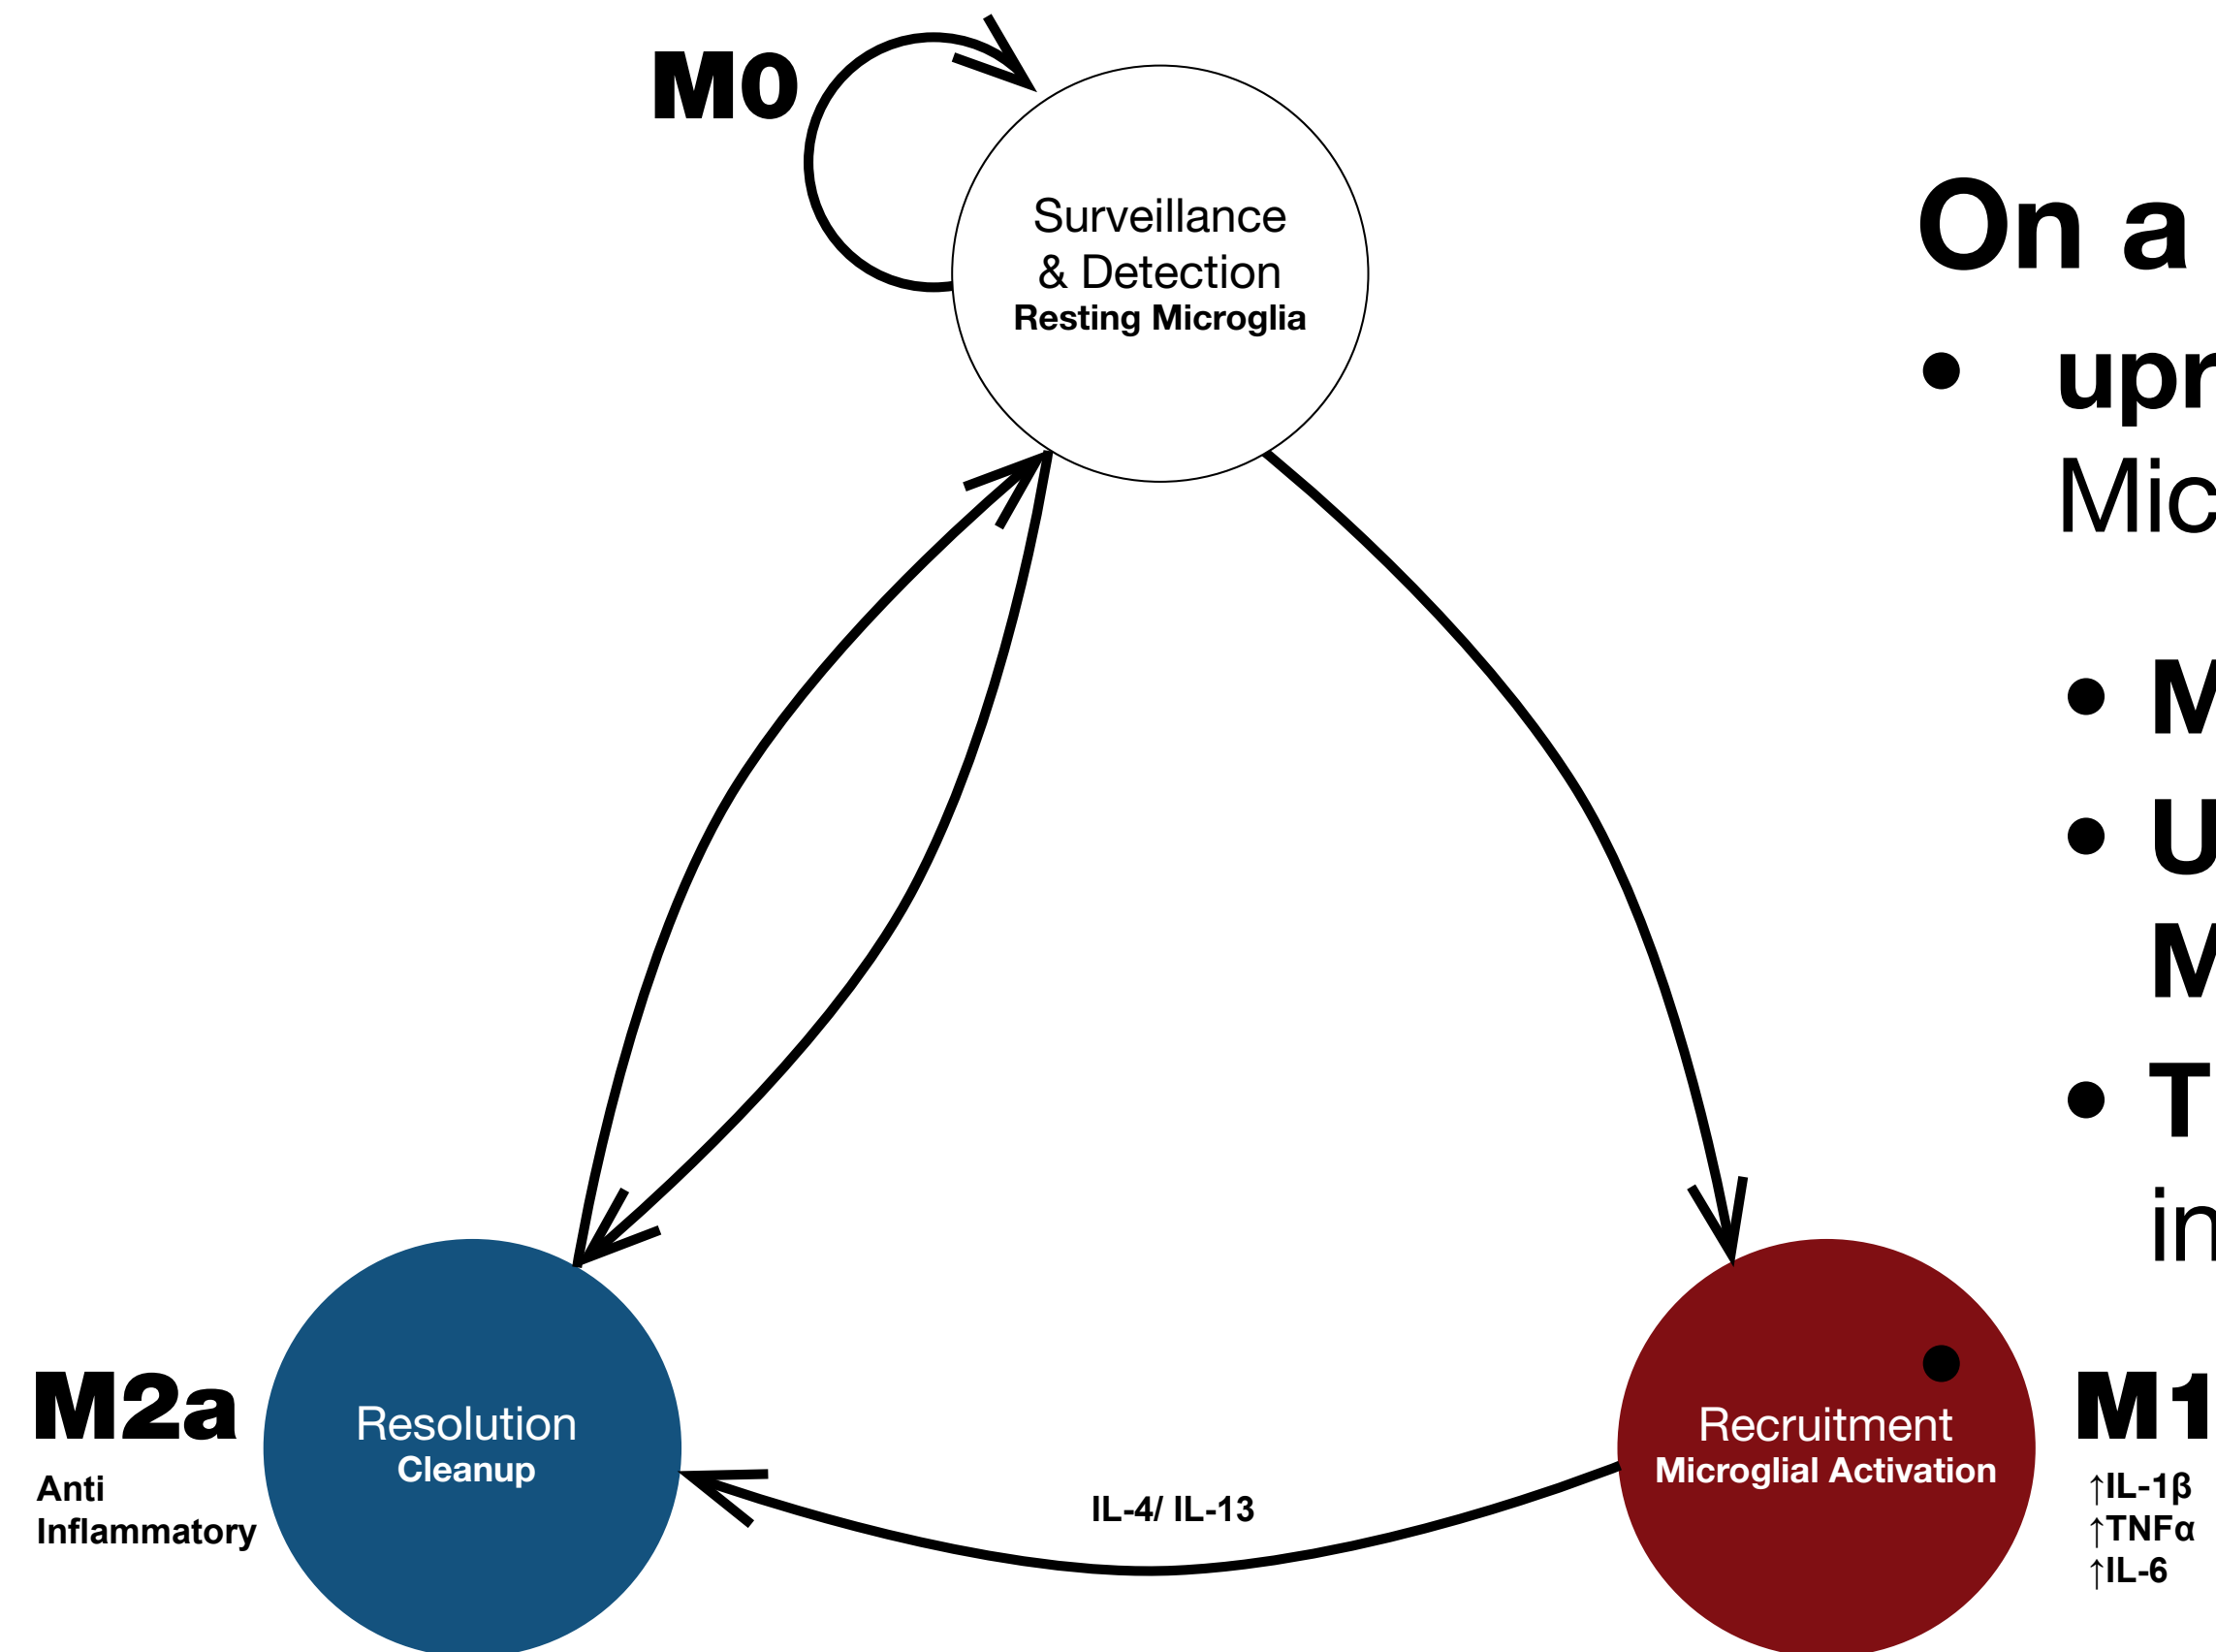 M0
Surveillance
& Detection
Resting Microglia
On a
• upr
Mic
• M
• U
M
• T
in
M2a
Anti
Inflammatory
Resolution
Cleanup
IL-4/ IL-13
•
Recruitment
Microglial Activation
M1
↑IL-1β
↑TNFα
↑IL-6